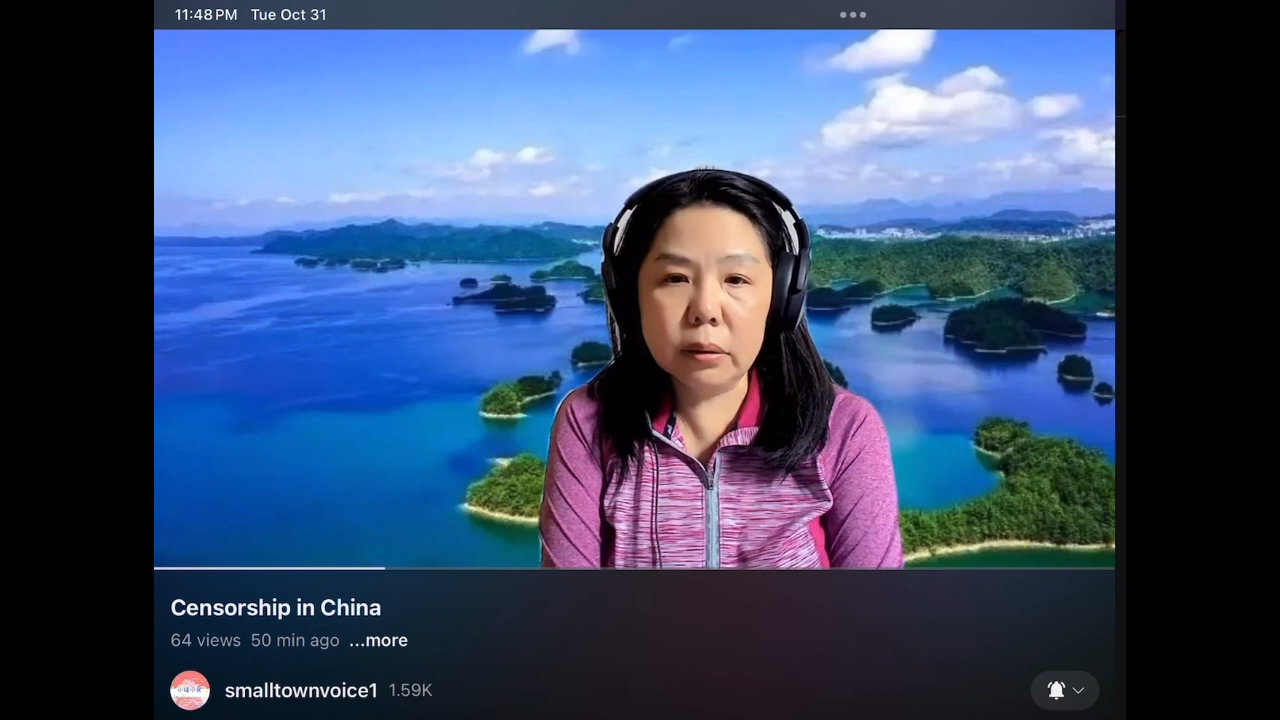 11:48 PM Tue Oct 31
Censorship in China
64 views 50 min ago ...more
smalltownvoice1 1.59K